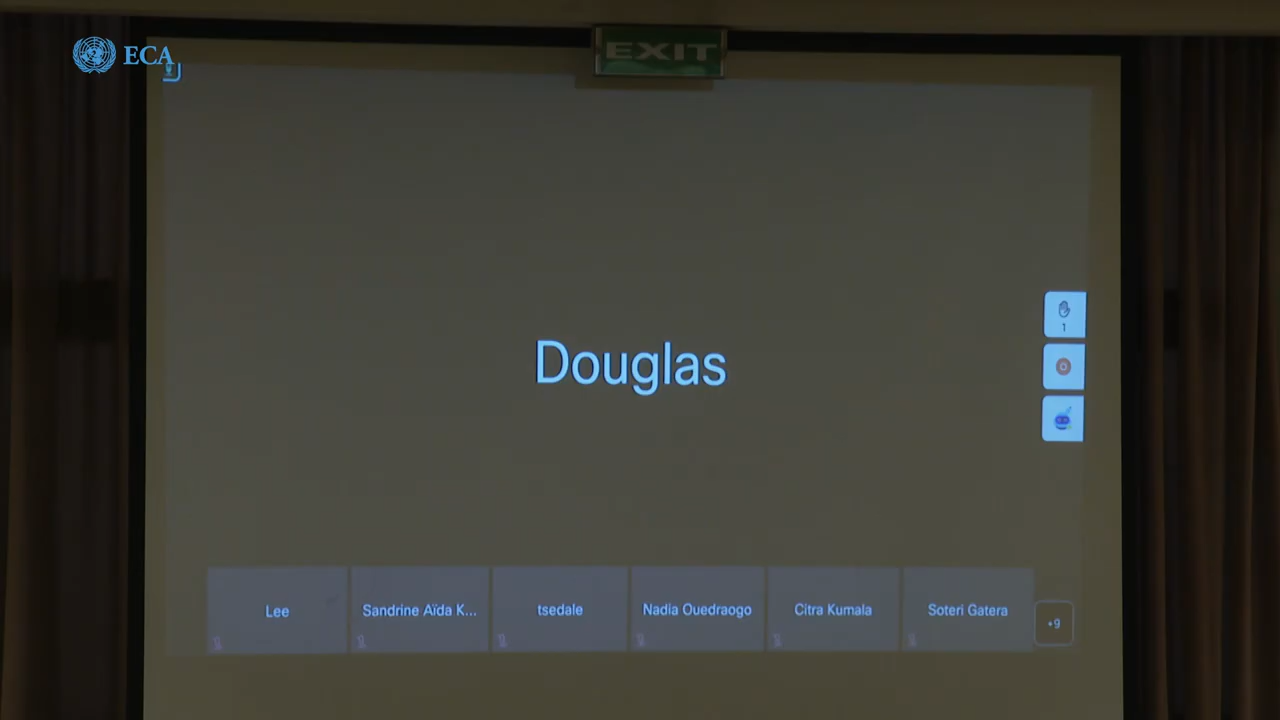 EXIT
ECA
1
Douglas
Lee
Sandrine Aïda K...
tsedale
Nadia Ouedraogo
Citra Kumala
Soteri Gatera
+9